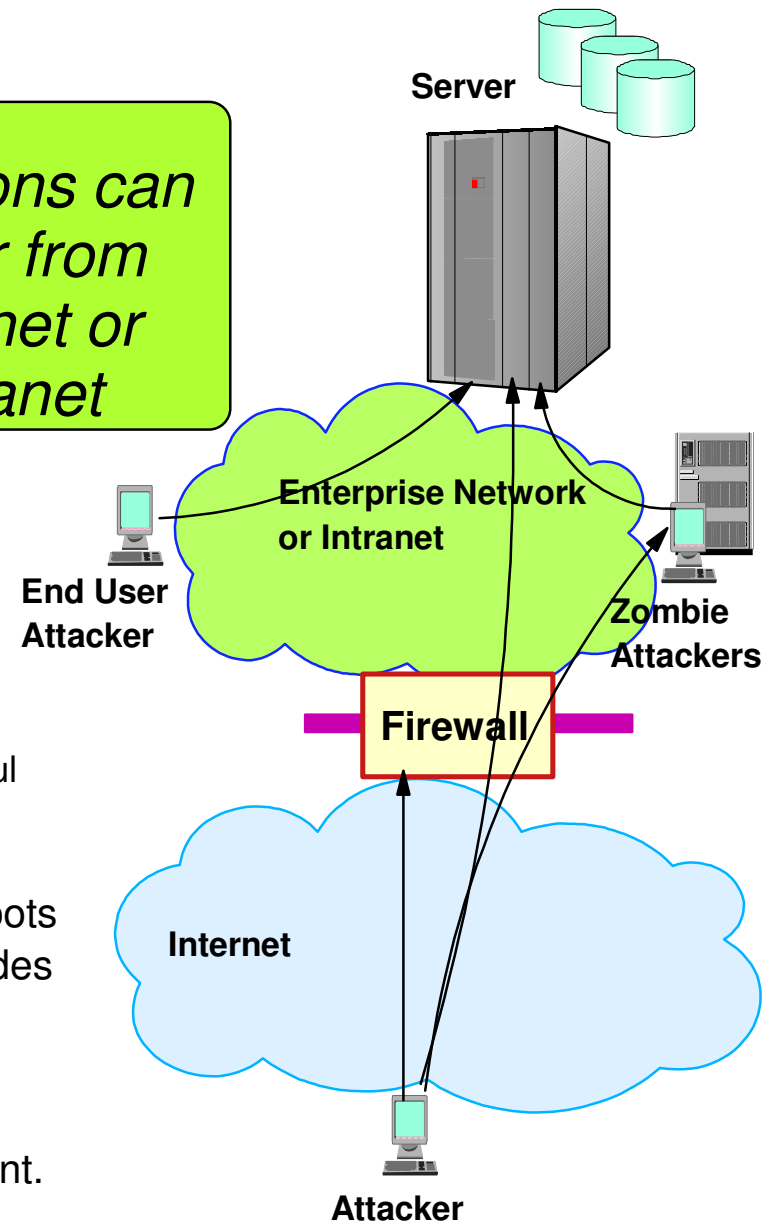 Server
ons can
r from
net or
anet
Enterprise Network
or Intranet
End User
Attacker
Zombie
Attackers
Firewall
ul
oots
Internet
des
nt.
Attacker